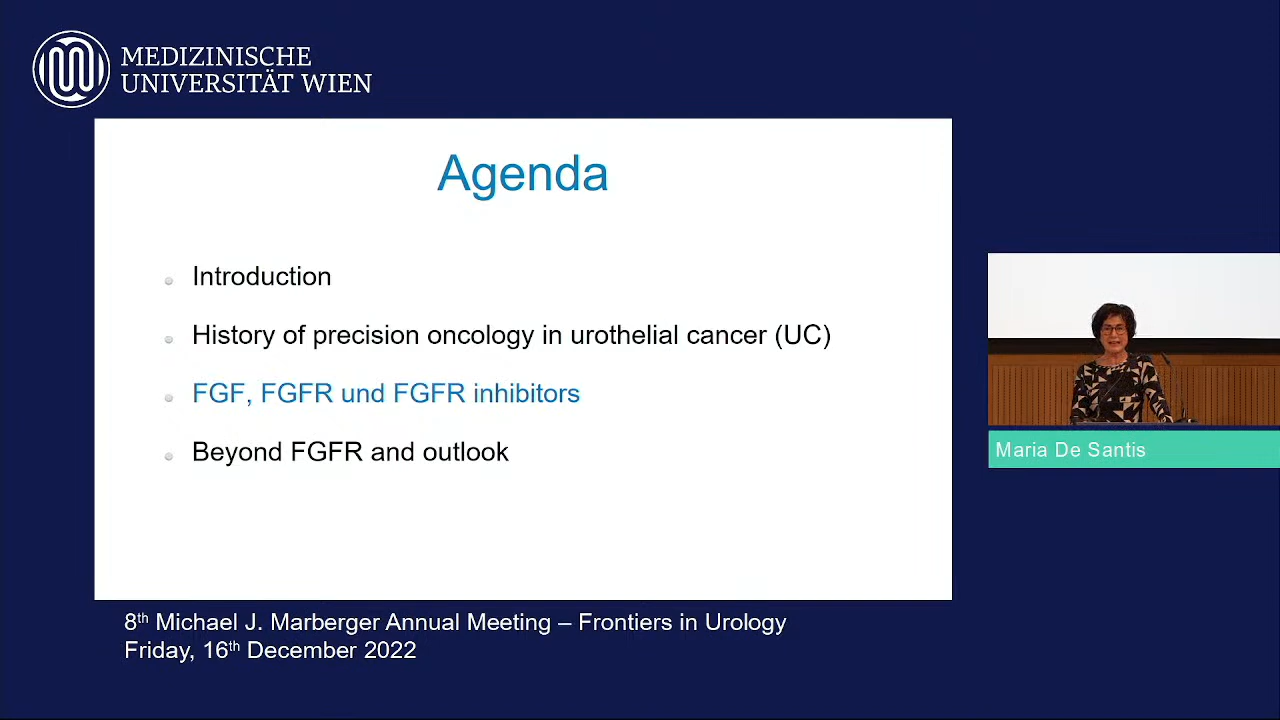 MEDIZINISCHE
UNIVERSITÄT WIEN
Agenda
Introduction
History of precision oncology in urothelial cancer (UC)
FGF, FGFR und FGFR inhibitors
Beyond FGFR and outlook
Maria De Santis
8th Michael J. Marberger Annual Meeting – Frontiers in Urology
Friday, 16th December 2022